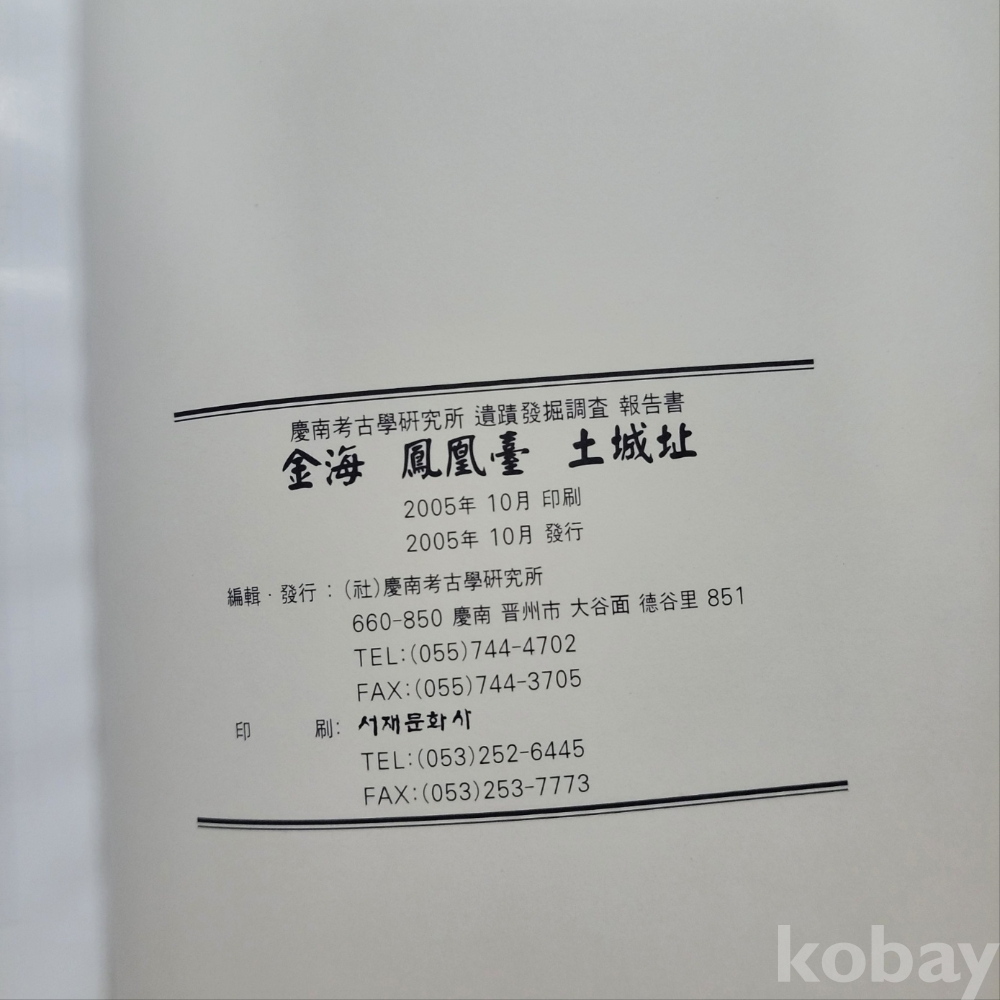 慶南考古學硏究所 遺蹟發掘調査 報告書
金海 鳳凰臺 土城址
2005年 10月 印刷
2005年 10月 發行
編輯·發行 : (社)慶南考古學硏究所
660-850 慶南 晋州市 大谷面 德谷里 851
TEL:(055)744-4702
FAX:(055)744-3705
印 刷: 서재문화사
TEL:(053)252-6445
FAX:(053)253-7773
kobay